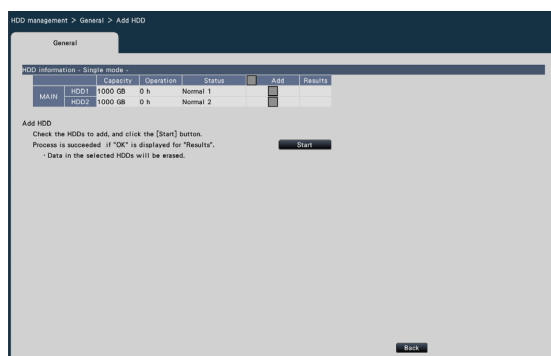 HDD management > General > Add HDD
General
HDD information - Single mode -
Capacity Operation Status Add Results
MAIN HDD1 1000 GB 0 h Normal 1
HDD2 1000 GB 0 h Normal 2
Add HDD
Check the HDDs to add, and click the [Start] button.
Process is succeeded if "OK" is displayed for "Results". Start
・Data in the selected HDDs will be erased.
Back